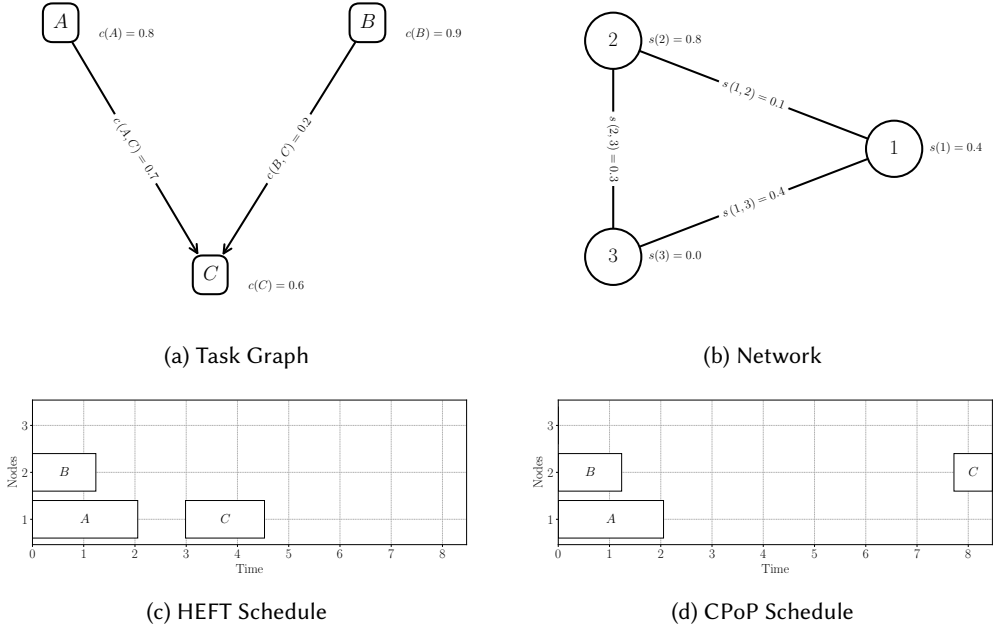 A
c(A) = 0.8
B
c(B) = 0.9
c(A, C) = 0.7
c(B, C) = 0.2
C
c(C) = 0.6
(a) Task Graph
2
s(2) = 0.8
s(1, 2) = 0.1
1
s(1) = 0.4
s(2, 3) = 0.3
s(1, 3) = 0.4
3
s(3) = 0.0
(b) Network
Nodes
3
2
1
B
A
C
0 1 2 3 4 5 6 7 8
Time
(c) HEFT Schedule
Nodes
3
2
1
B
C
A
0 1 2 3 4 5 6 7 8
Time
(d) CPoP Schedule